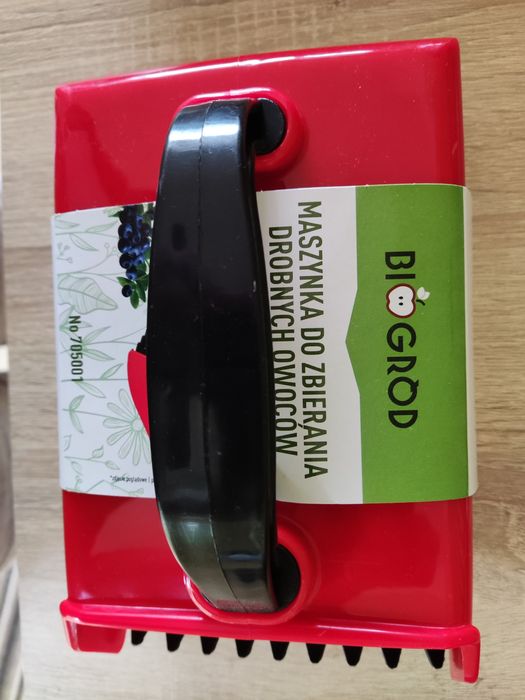 BIOGRÓD
MASZYNKA DO ZBIERANIA
DROBNYCH OWOCÓW
No 705001